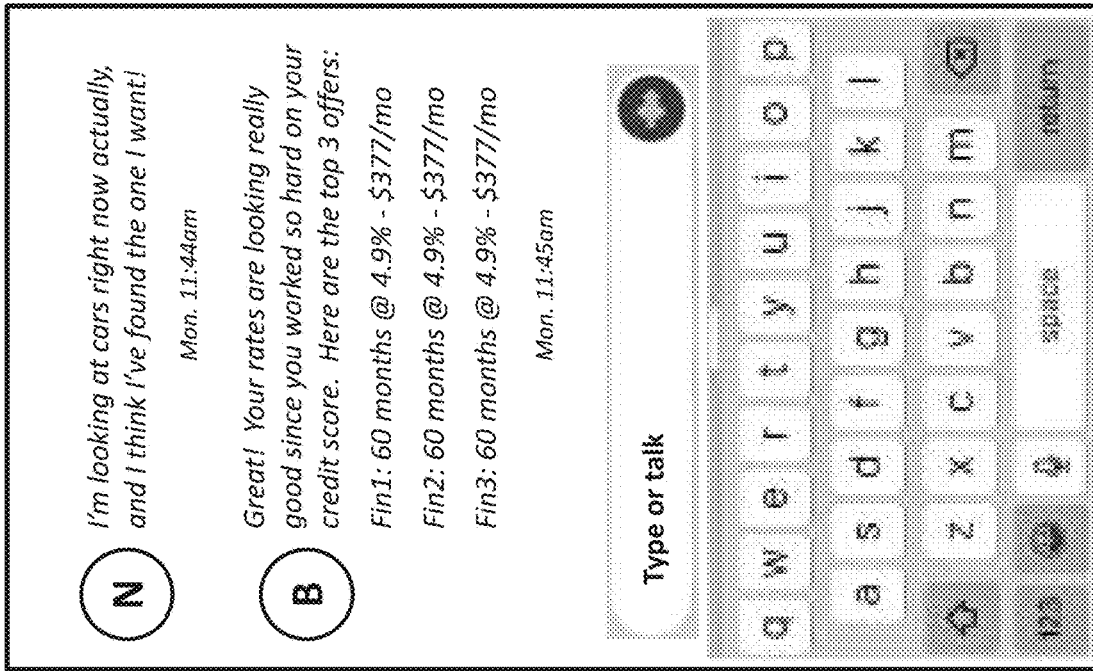 N
I'm looking at cars right now actually,
and I think I've found the one I want!
Mon. 11:44am
B
Great! Your rates are looking really
good since you worked so hard on your
credit score. Here are the top 3 offers:
Fin1: 60 months @ 4.9% - $377/mo
Fin2: 60 months @ 4.9% - $377/mo
Fin3: 60 months @ 4.9% - $377/mo
Mon. 11:45am
Type or talk
q w e r t y u i o p
a s d f g h j k l
z x c v b n m
123 space return